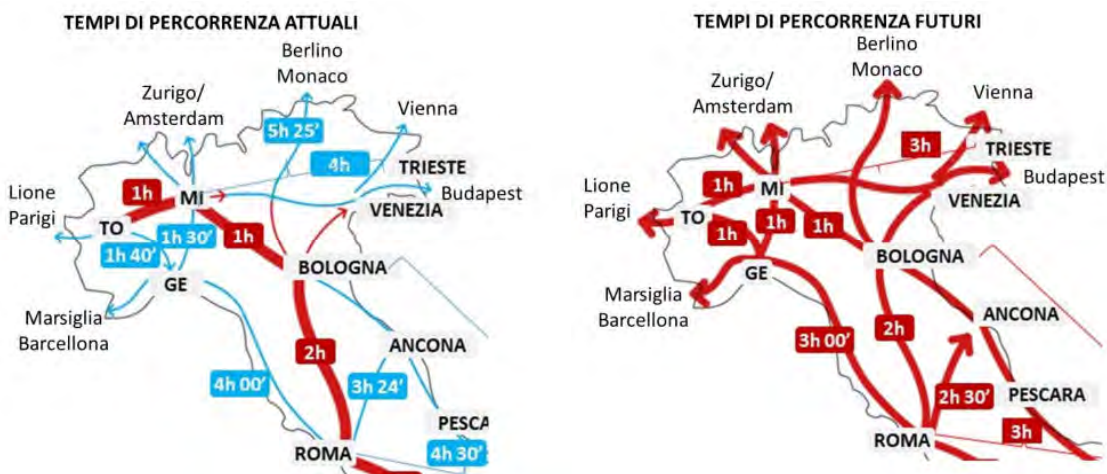 TEMPI DI PERCORRENZA ATTUALI
Berlino
Monaco
Zurigo/
Amsterdam
Vienna
5h 25'
4h
TRIESTE
Lione
Parigi
1h
MI
Budapest
TO
VENEZIA
1h 30'
1h
1h 40'
BOLOGNA
GE
Marsiglia
Barcellona
2h
ANCONA
4h 00'
3h 24'
PESCA
ROMA
4h 30'
TEMPI DI PERCORRENZA FUTURI
Berlino
Monaco
Zurigo/
Amsterdam
Vienna
3h
TRIESTE
Lione
Parigi
1h
MI
Budapest
TO
VENEZIA
1h
1h
1h
BOLOGNA
GE
Marsiglia
Barcellona
ANCONA
3h 00'
2h
2h 30'
PESCARA
ROMA
3h